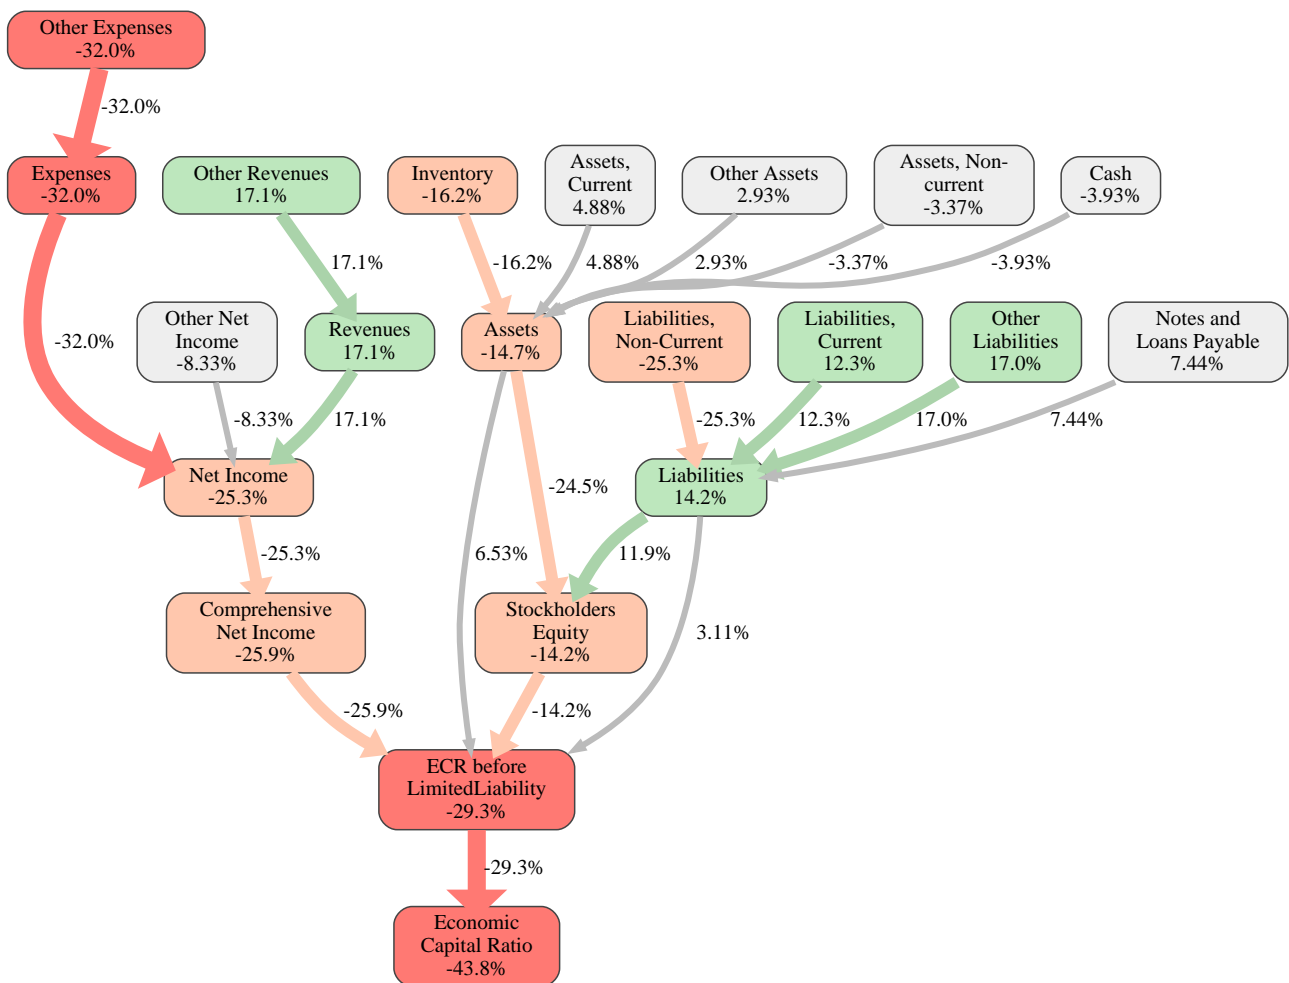 Other Expenses
-32.0%
-32.0%
Expenses
-32.0%
Other Revenues
17.1%
Inventory
-16.2%
Assets,
Current
4.88%
Other Assets
2.93%
Assets, Non-
current
-3.37%
Cash
-3.93%
17.1%
-16.2%
4.88%
2.93%
-3.37%
-3.93%
-32.0%
Other Net
Income
-8.33%
Revenues
17.1%
Assets
-14.7%
Liabilities,
Non-Current
-25.3%
Liabilities,
Current
12.3%
Other
Liabilities
17.0%
Notes and
Loans Payable
7.44%
-8.33%
17.1%
-25.3%
12.3%
17.0%
7.44%
Net Income
-25.3%
-24.5%
Liabilities
14.2%
-25.3%
6.53%
11.9%
3.11%
Comprehensive
Net Income
-25.9%
Stockholders
Equity
-14.2%
-25.9%
-14.2%
ECR before
LimitedLiability
-29.3%
-29.3%
Economic
Capital Ratio
-43.8%